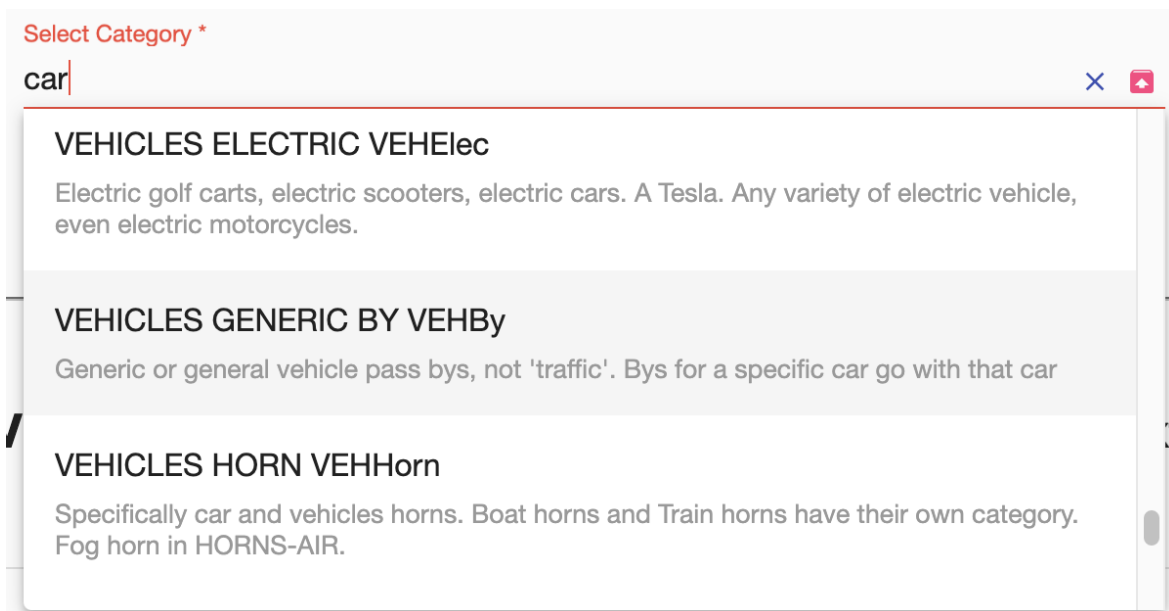 Select Category *
car
VEHICLES ELECTRIC VEHElec
Electric golf carts, electric scooters, electric cars. A Tesla. Any variety of electric vehicle,
even electric motorcycles.
VEHICLES GENERIC BY VEHBy
Generic or general vehicle pass bys, not 'traffic'. Bys for a specific car go with that car
VEHICLES HORN VEHHorn
Specifically car and vehicles horns. Boat horns and Train horns have their own category.
Fog horn in HORNS-AIR.